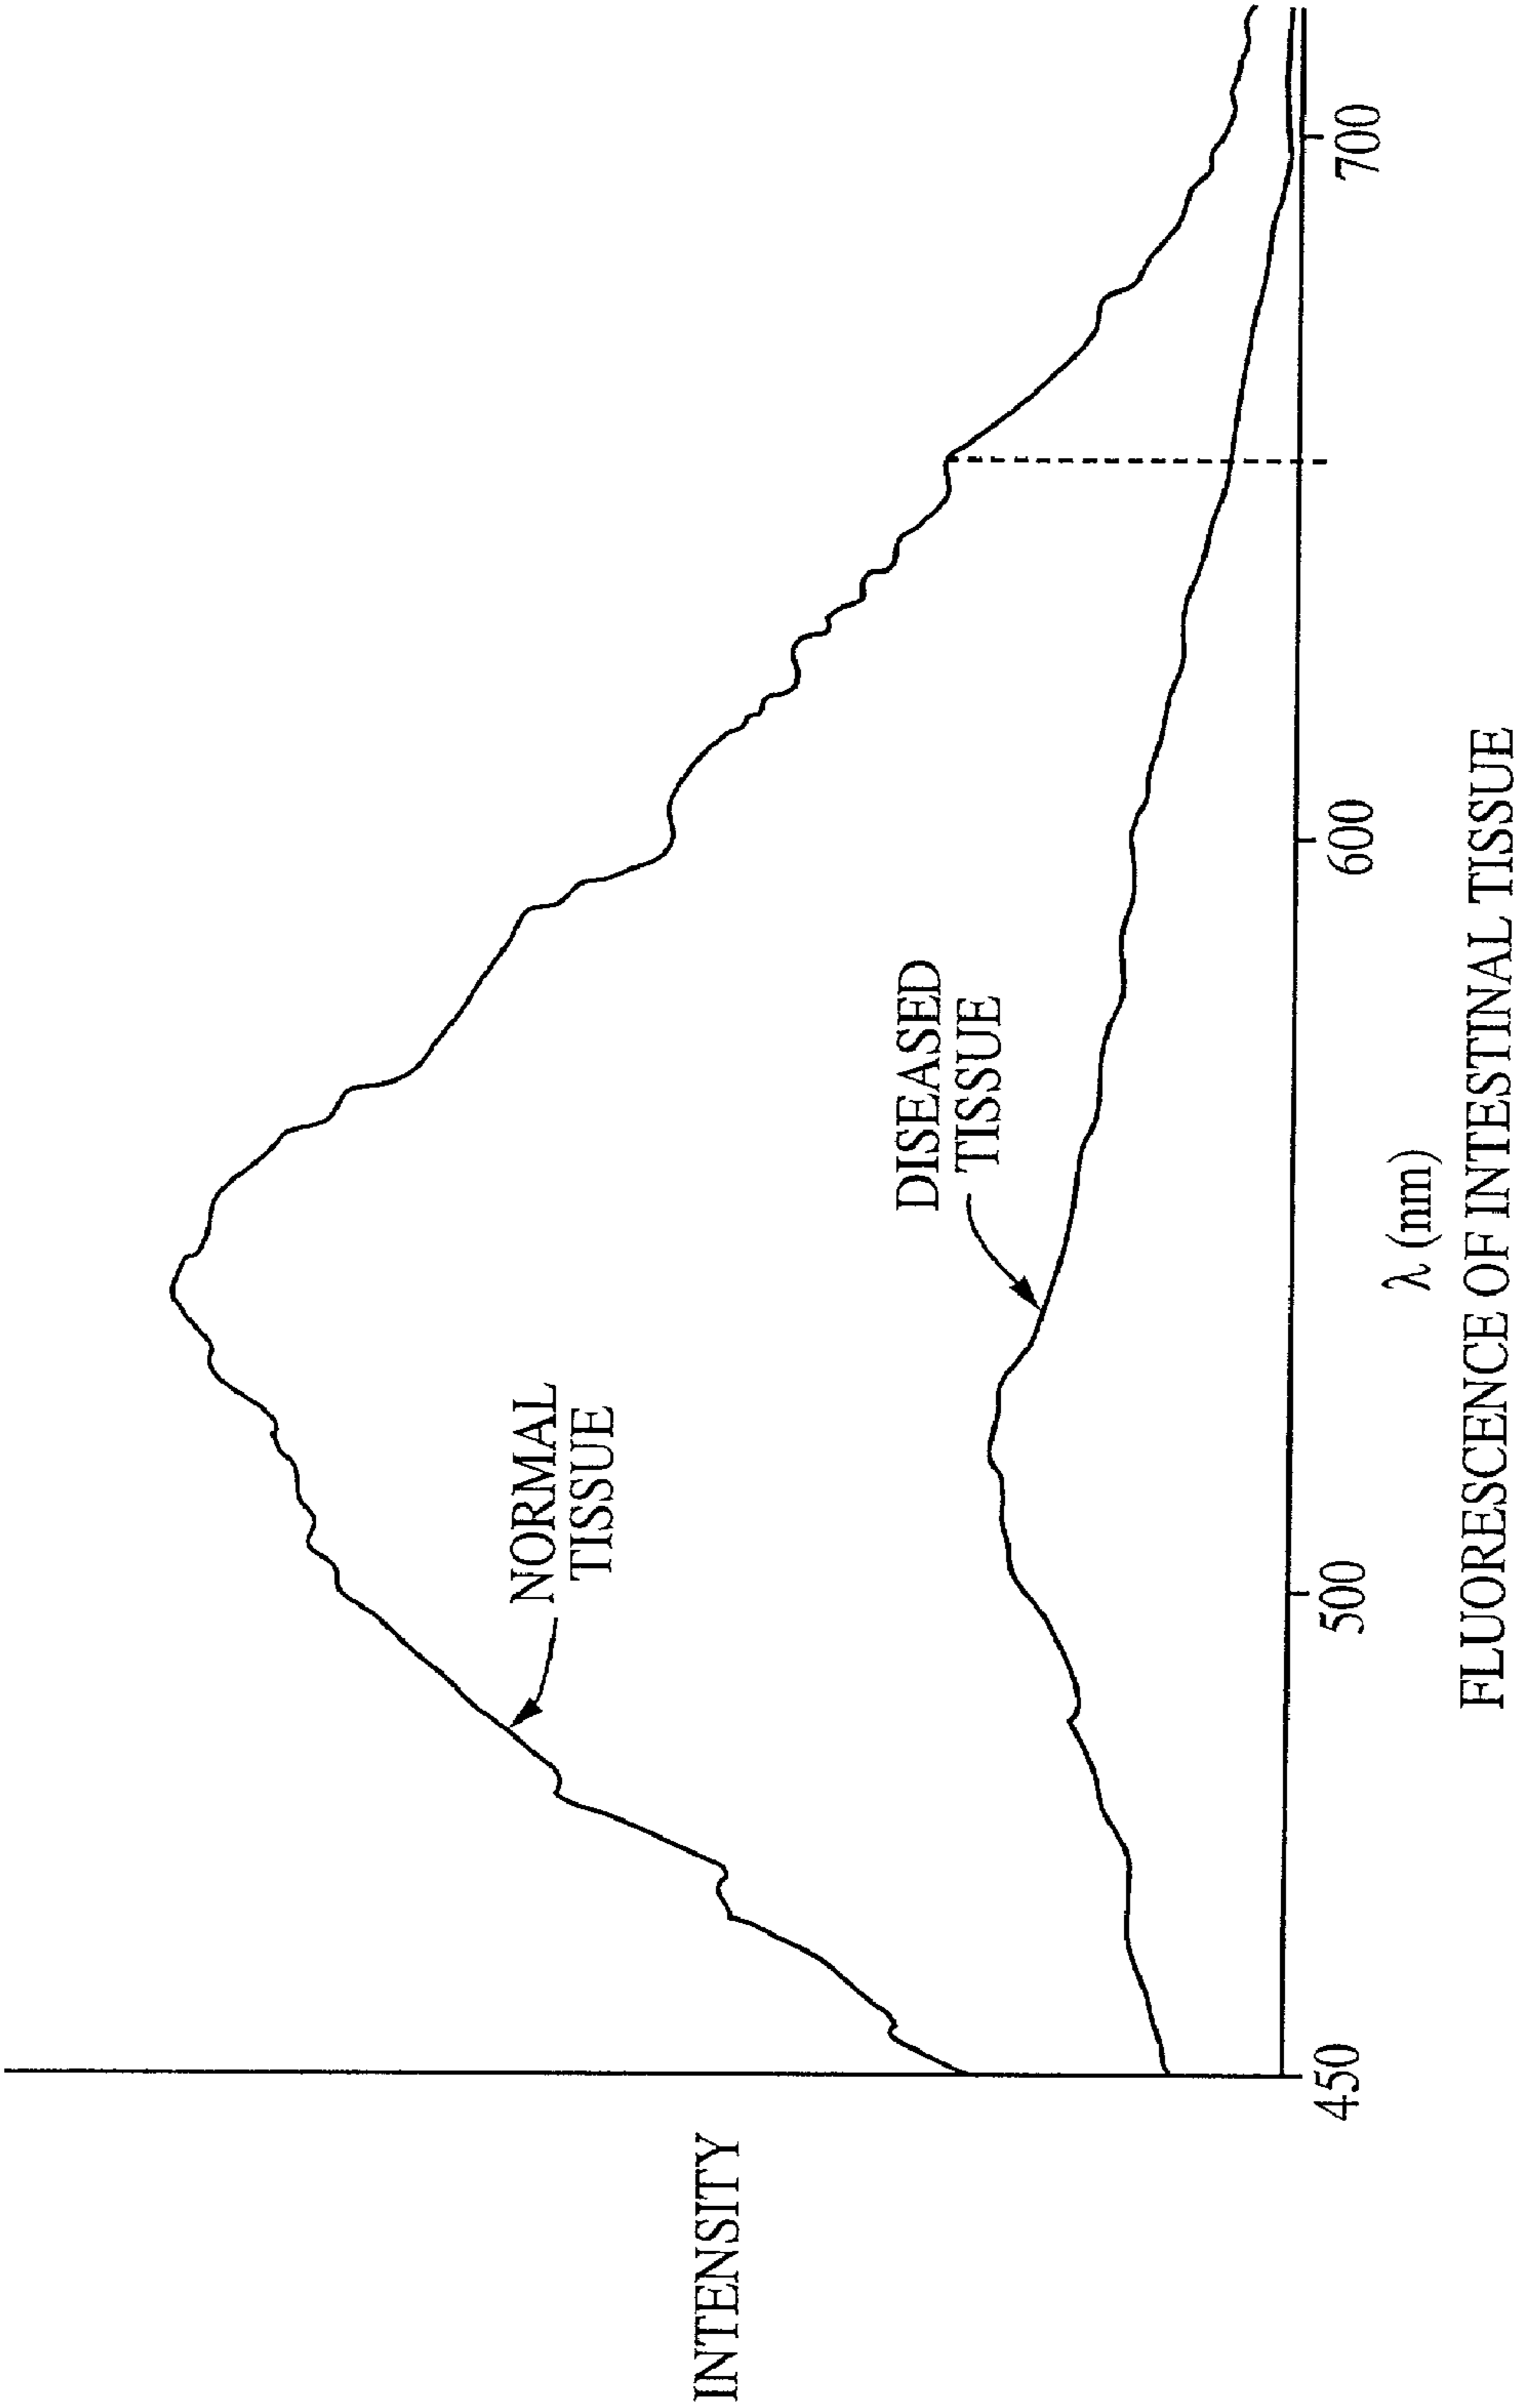 INTENSITY
NORMAL
TISSUE
DISEASED
TISSUE
450
500
600
700
λ (nm)
FLUORESCENCE OF INTESTINAL TISSUE